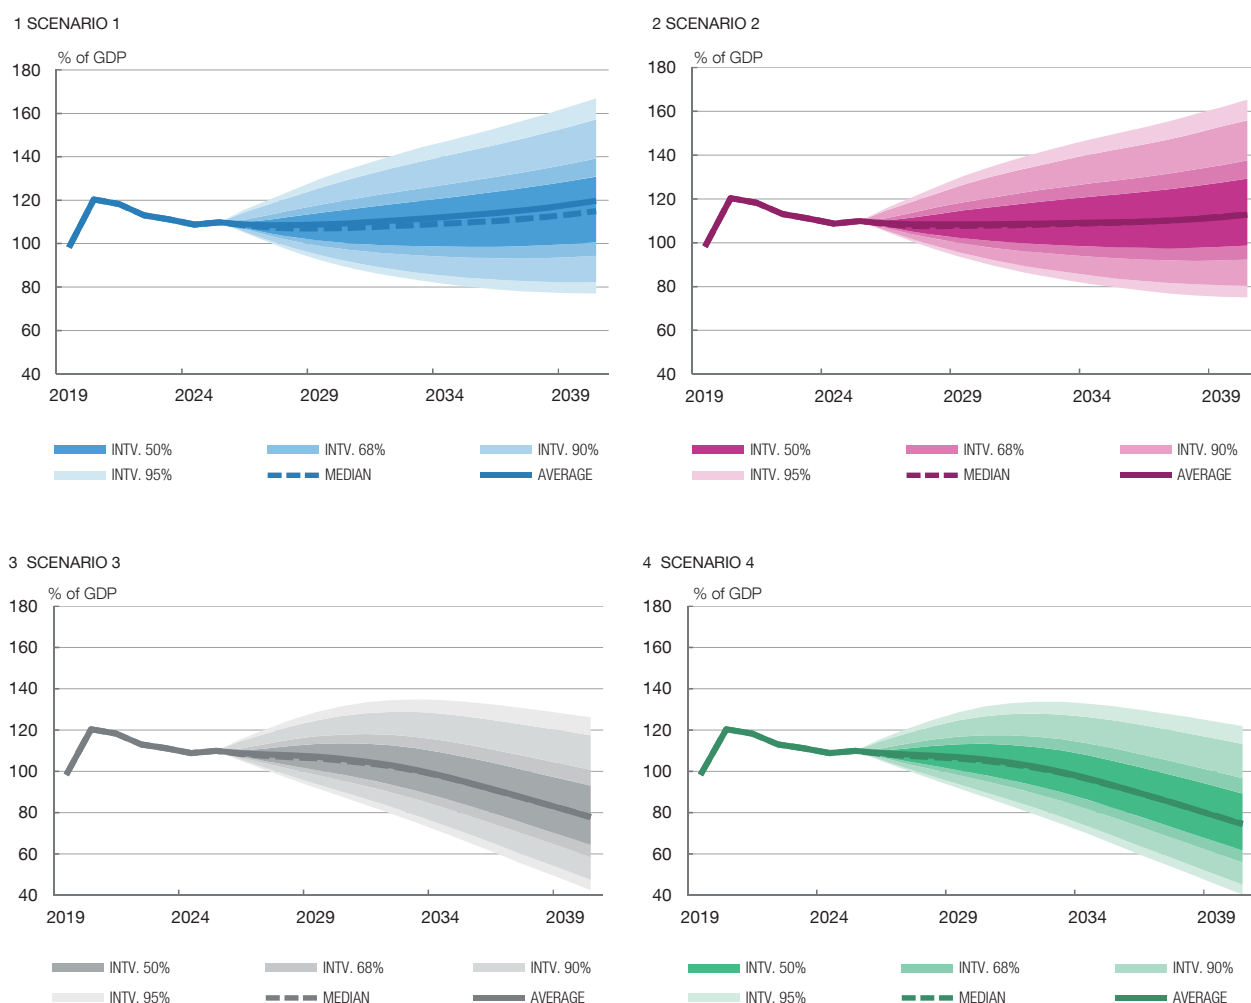 1 SCENARIO 1
% of GDP
180
160
140
120
100
80
60
40
2019 2024 2029 2034 2039
INTV. 50% INTV. 68% INTV. 90%
INTV. 95% MEDIAN AVERAGE
2 SCENARIO 2
% of GDP
180
160
140
120
100
80
60
40
2019 2024 2029 2034 2039
INTV. 50% INTV. 68% INTV. 90%
INTV. 95% MEDIAN AVERAGE
3 SCENARIO 3
% of GDP
180
160
140
120
100
80
60
40
2019 2024 2029 2034 2039
INTV. 50% INTV. 68% INTV. 90%
INTV. 95% MEDIAN AVERAGE
4 SCENARIO 4
% of GDP
180
160
140
120
100
80
60
40
2019 2024 2029 2034 2039
INTV. 50% INTV. 68% INTV. 90%
INTV. 95% MEDIAN AVERAGE